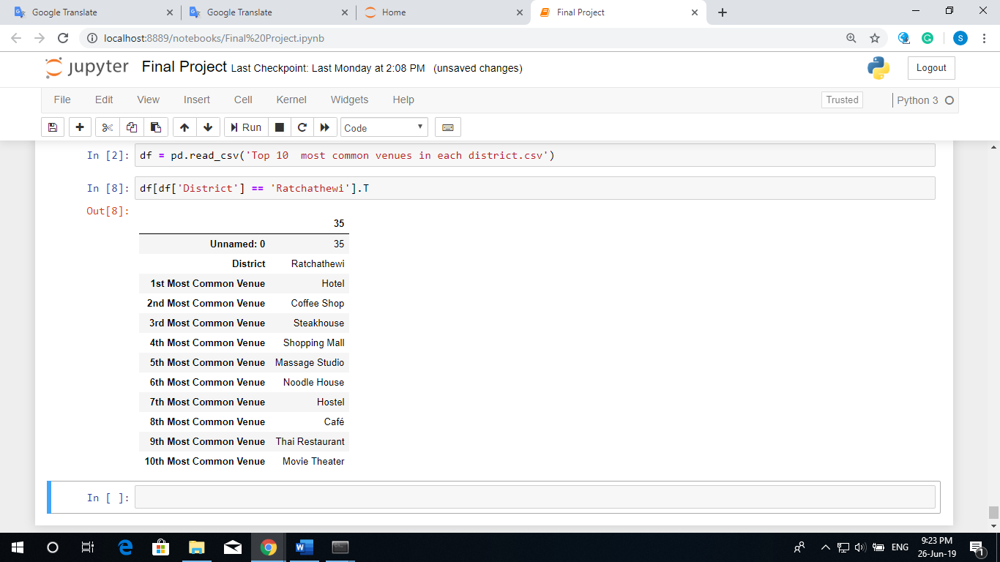 Google Translate
Google Translate
Home
Final Project
localhost:8889/notebooks/Final%20Project.ipynb
S
jupyter Final Project Last Checkpoint: Last Monday at 2:08 PM (unsaved changes)
Logout
File Edit View Insert Cell Kernel Widgets Help
Trusted Python 3
Run Code
In [2]: df = pd.read_csv('Top 10  most common venues in each district.csv')
In [8]: df[df['District'] == 'Ratchathewi'].T
Out[8]:
35
Unnamed: 0 35
District Ratchathewi
1st Most Common Venue Hotel
2nd Most Common Venue Coffee Shop
3rd Most Common Venue Steakhouse
4th Most Common Venue Shopping Mall
5th Most Common Venue Massage Studio
6th Most Common Venue Noodle House
7th Most Common Venue Hostel
8th Most Common Venue Café
9th Most Common Venue Thai Restaurant
10th Most Common Venue Movie Theater
In [ ]:
ENG
9:23 PM
26-Jun-19
1